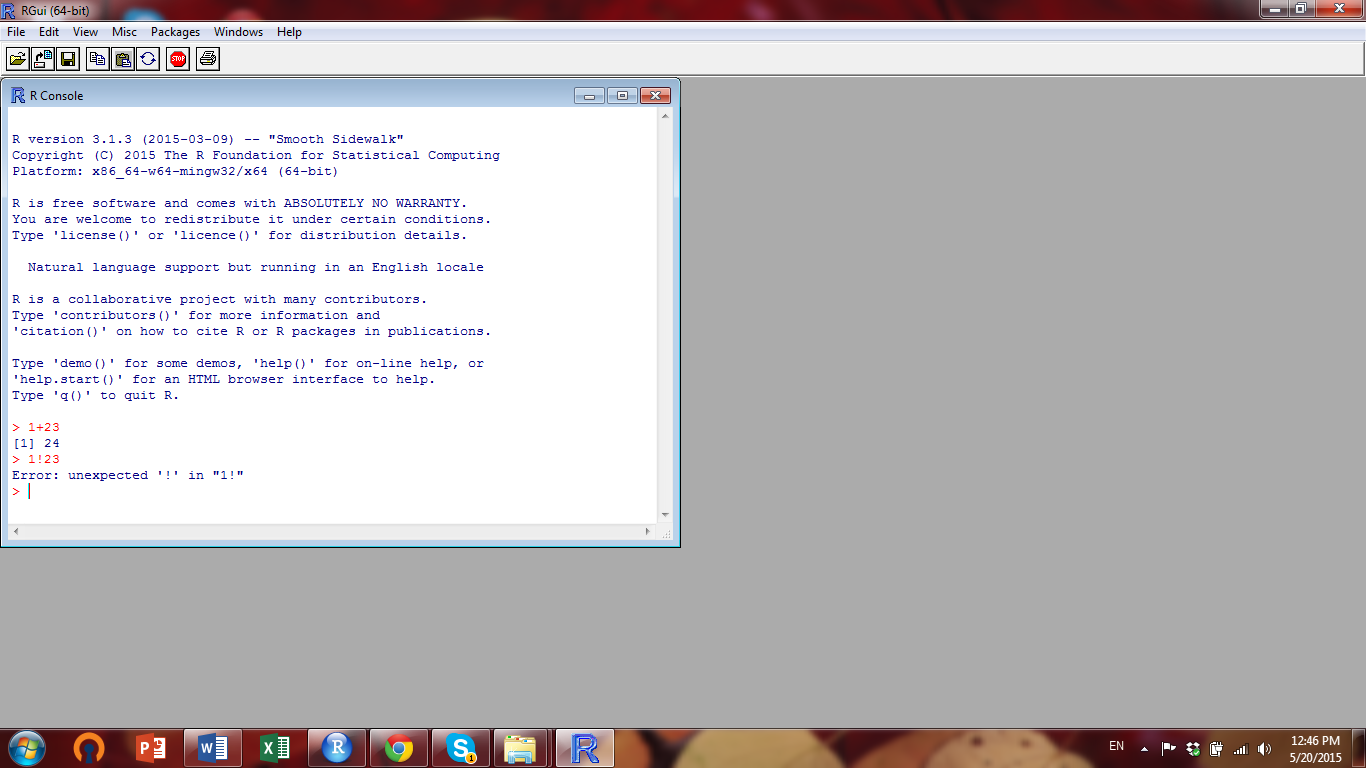 RGui (64-bit)
File Edit View Misc Packages Windows Help
STOP
R Console
R version 3.1.3 (2015-03-09) -- "Smooth Sidewalk"
Copyright (C) 2015 The R Foundation for Statistical Computing
Platform: x86_64-w64-mingw32/x64 (64-bit)
R is free software and comes with ABSOLUTELY NO WARRANTY.
You are welcome to redistribute it under certain conditions.
Type 'license()' or 'licence()' for distribution details.
Natural language support but running in an English locale
R is a collaborative project with many contributors.
Type 'contributors()' for more information and
'citation()' on how to cite R or R packages in publications.
Type 'demo()' for some demos, 'help()' for on-line help, or
'help.start()' for an HTML browser interface to help.
Type 'q()' to quit R.
> 1+23
[1] 24
> 1!23
Error: unexpected '!' in "1!"
>
EN 12:46 PM
5/20/2015